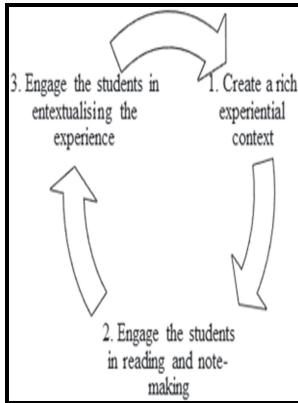 3. Engage the students in
entextualising the
experience
1. Create a rich
experiential
context
2. Engage the students
in reading and note-
making